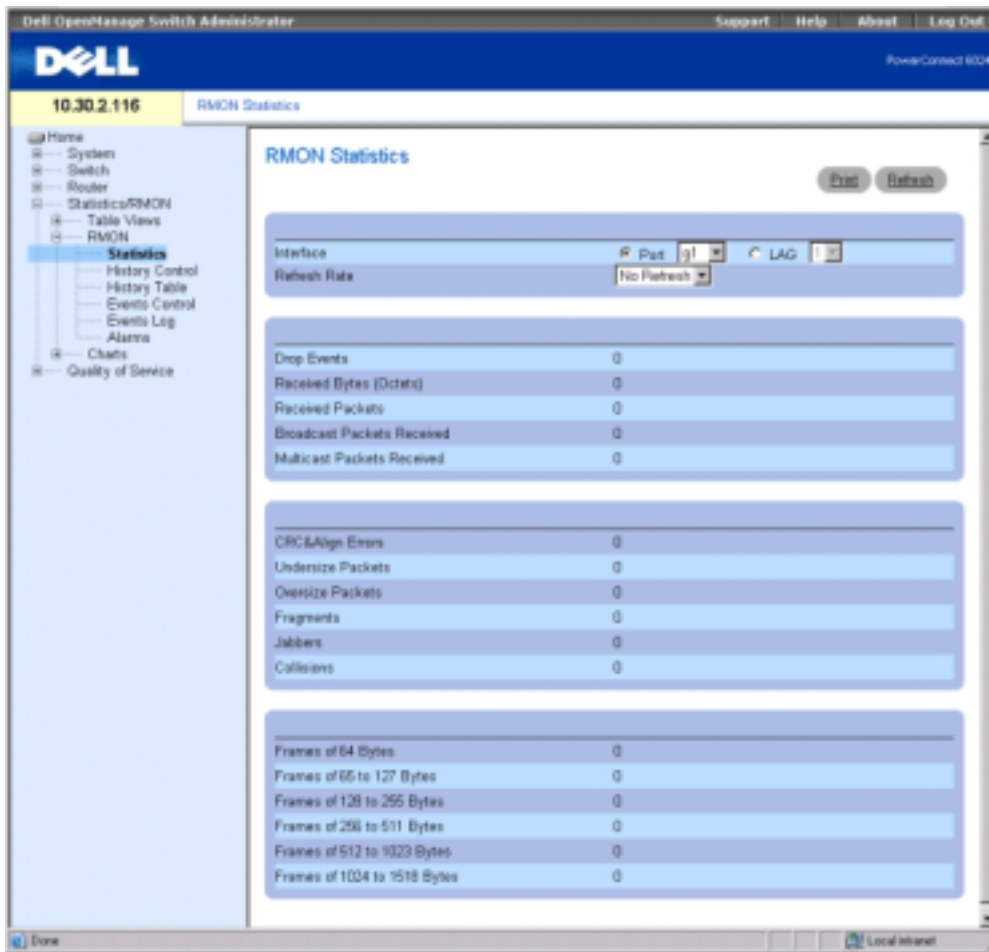 Dell OpenManage Switch Administrator Support Help About Log Out
DELL
PowerConnect 6024
10.30.2.116 RMON Statistics
Home
System
Switch
Router
Statistics/RMON
Table Views
RMON
Statistics
History Control
History Table
Events Control
Events Log
Alarms
Charts
Quality of Service
RMON Statistics
Print Refresh
Interface Port g1 LAG 1
Refresh Rate No Refresh
Drop Events 0
Received Bytes (Octets) 0
Received Packets 0
Broadcast Packets Received 0
Multicast Packets Received 0
CRC&Align Errors 0
Undersize Packets 0
Oversize Packets 0
Fragments 0
Jabbers 0
Collisions 0
Frames of 64 Bytes 0
Frames of 65 to 127 Bytes 0
Frames of 128 to 255 Bytes 0
Frames of 256 to 511 Bytes 0
Frames of 512 to 1023 Bytes 0
Frames of 1024 to 1518 Bytes 0
Done Local intranet